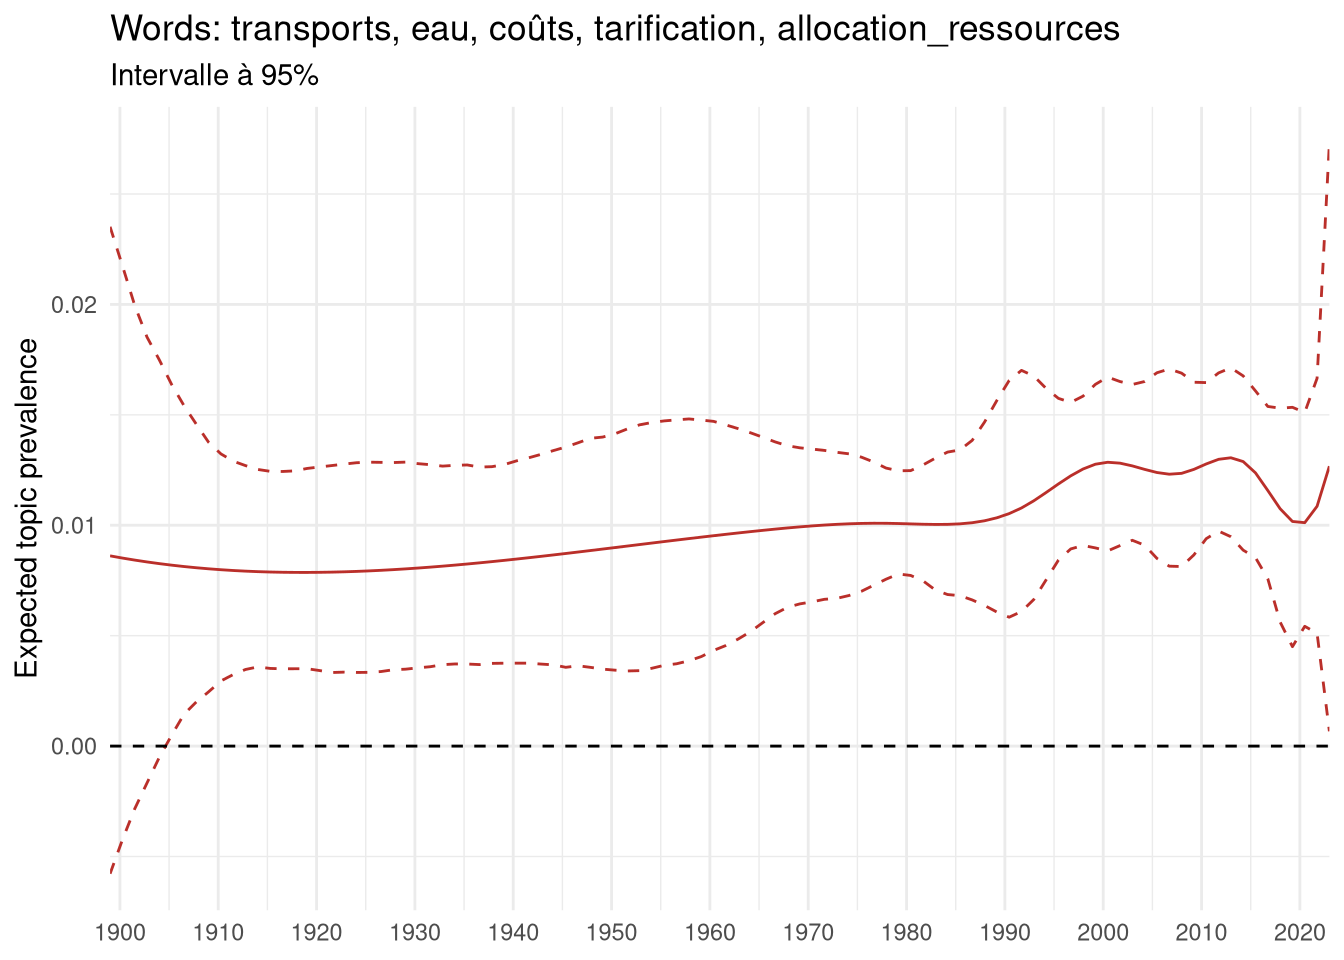 Words: transports, eau, coûts, tarification, allocation_ressources
Intervalle à 95%
Expected topic prevalence
0.02
0.01
0.00
1900 1910 1920 1930 1940 1950 1960 1970 1980 1990 2000 2010 2020